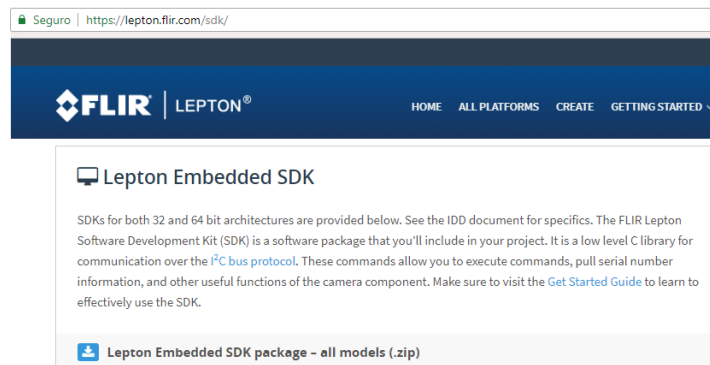 Seguro | https://lepton.flir.com/sdk/
FLIR® | LEPTON®
HOME ALL PLATFORMS CREATE GETTING STARTED
Lepton Embedded SDK
SDKs for both 32 and 64 bit architectures are provided below. See the IDD document for specifics. The FLIR Lepton
Software Development Kit (SDK) is a software package that you'll include in your project. It is a low level C library for
communication over the I²C bus protocol. These commands allow you to execute commands, pull serial number
information, and other useful functions of the camera component. Make sure to visit the Get Started Guide to learn to
effectively use the SDK.
Lepton Embedded SDK package – all models (.zip)